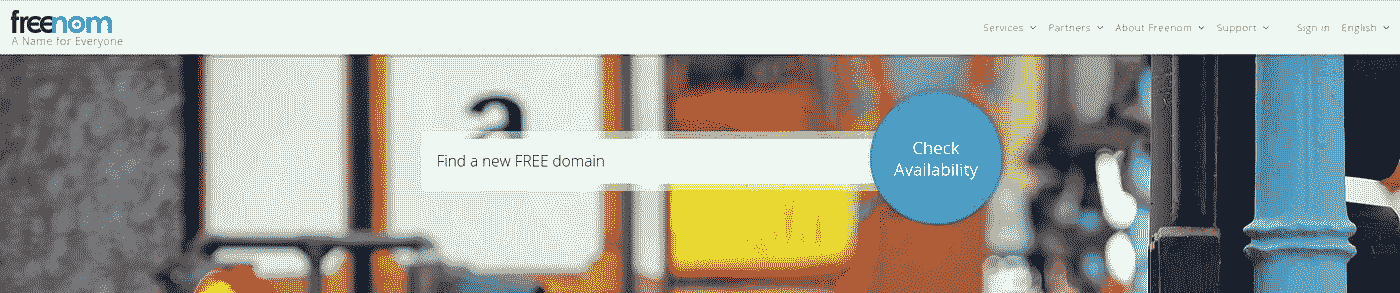 freenom
A Name for Everyone
Services Partners About Freenom Support Sign in English
a
Find a new FREE domain
Check
Availability